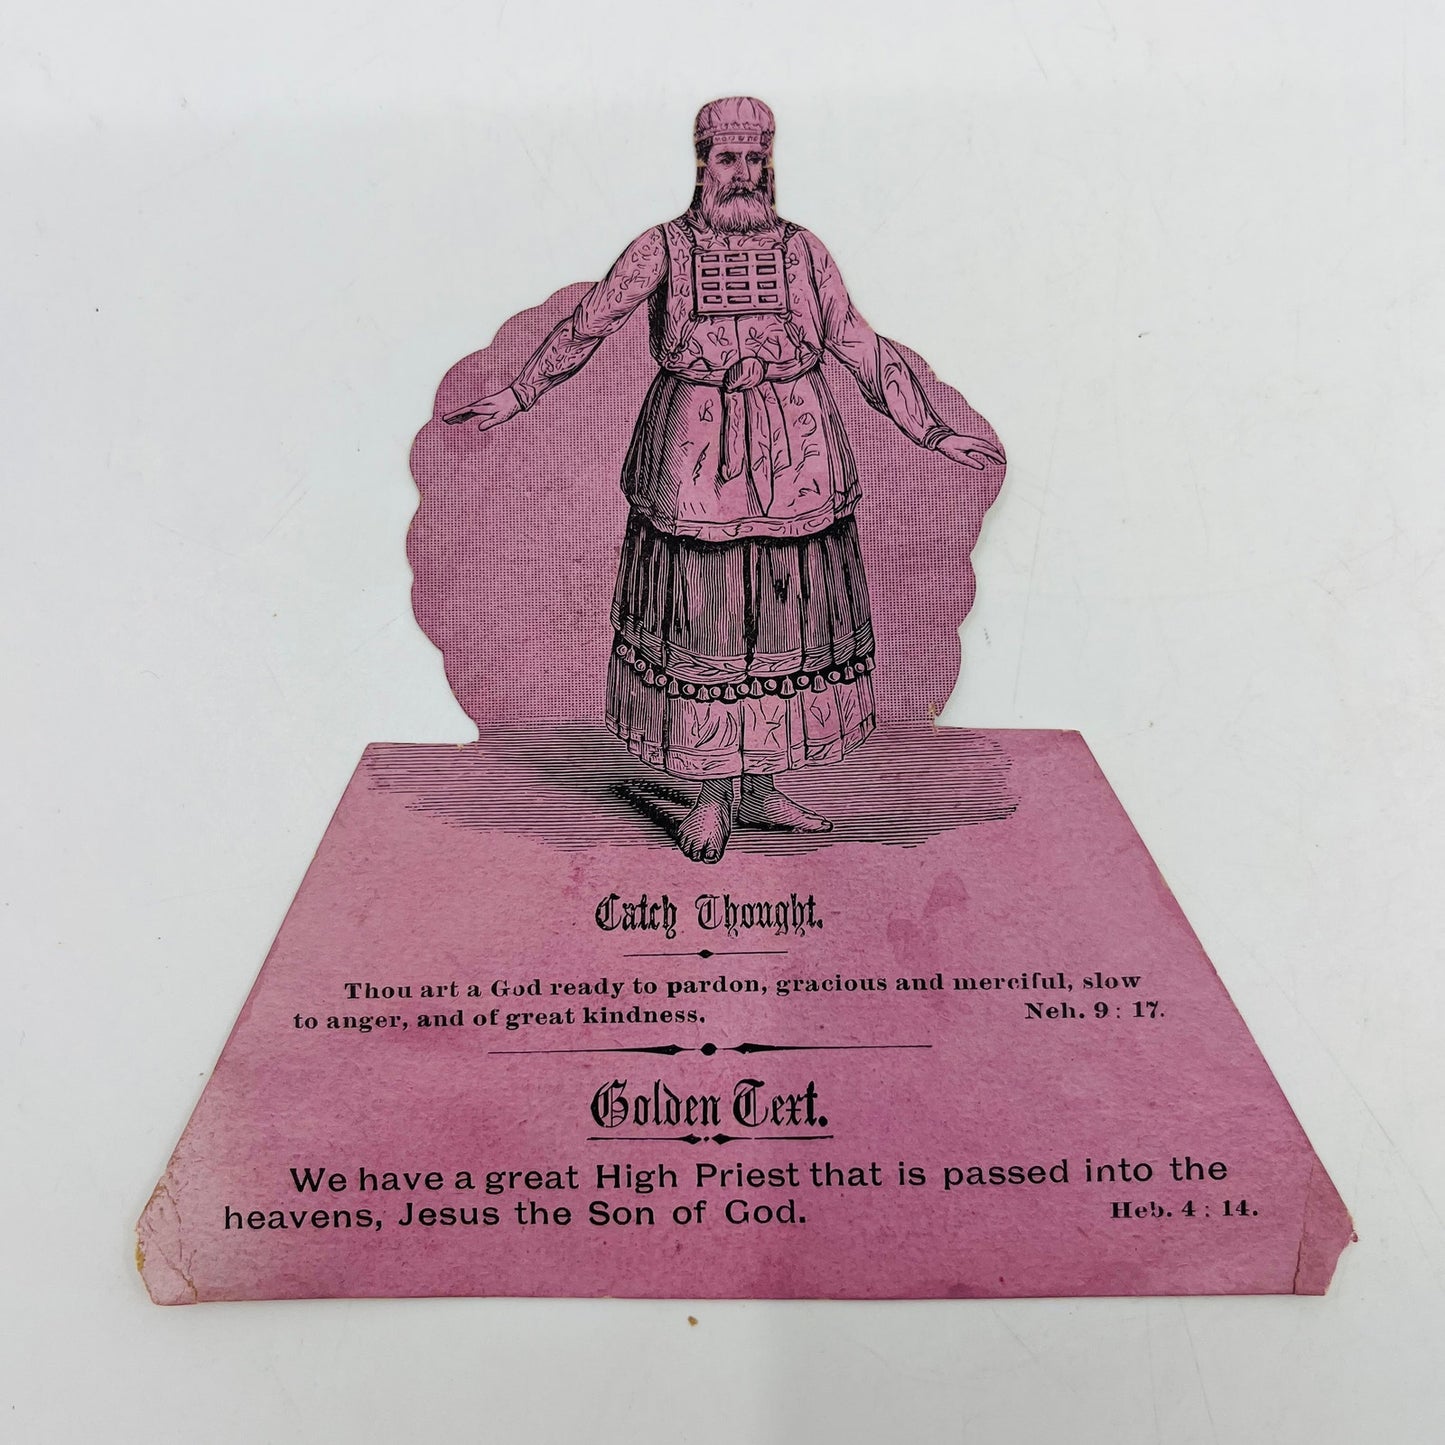 Catch Thought.
Thou art a God ready to pardon, gracious and merciful, slow
to anger, and of great kindness. Neh. 9 : 17.
Golden Text.
We have a great High Priest that is passed into the
heavens, Jesus the Son of God. Heb. 4 : 14.